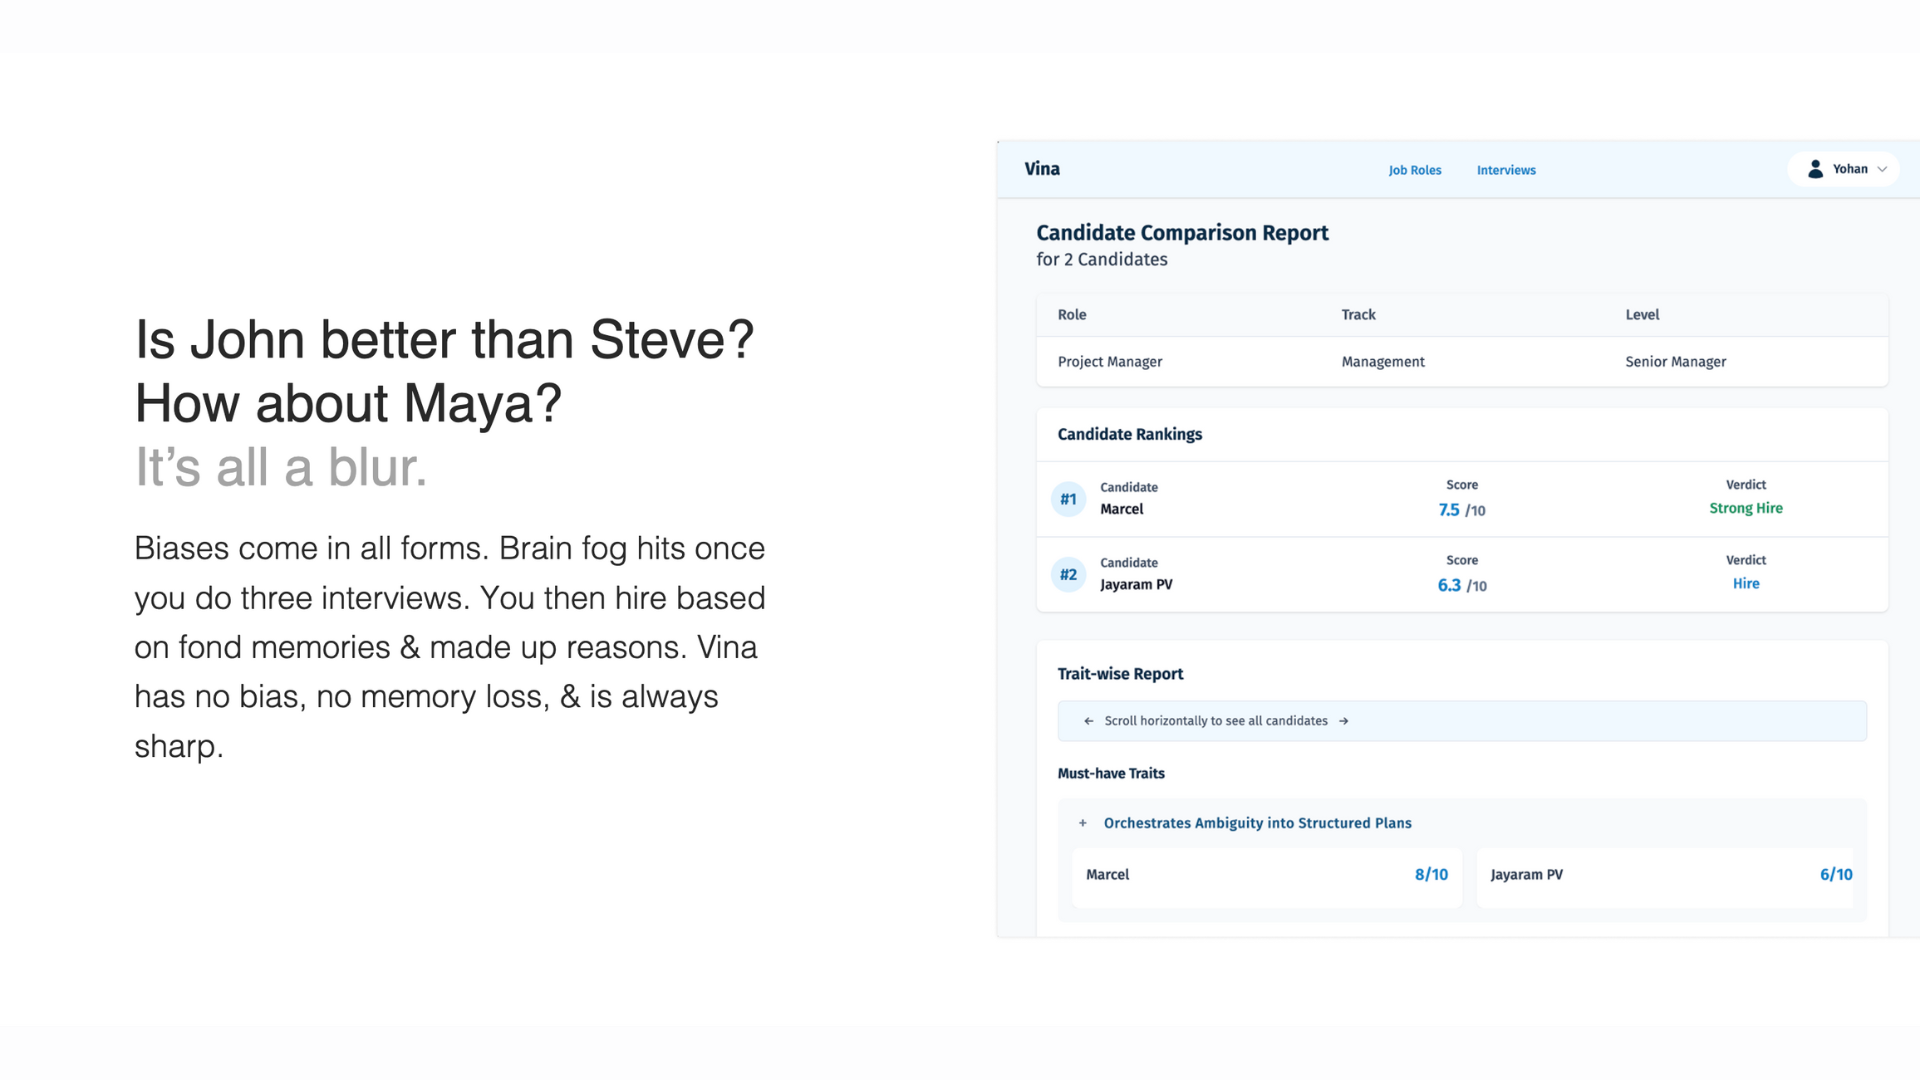 Is John better than Steve?
How about Maya?
It’s all a blur.
Biases come in all forms. Brain fog hits once
you do three interviews. You then hire based
on fond memories & made up reasons. Vina
has no bias, no memory loss, & is always
sharp.
Vina
Job Roles
Interviews
Yohan
Candidate Comparison Report
for 2 Candidates
Role
Track
Level
Project Manager
Management
Senior Manager
Candidate Rankings
#1
Candidate
Marcel
Score
7.5 /10
Verdict
Strong Hire
#2
Candidate
Jayaram PV
Score
6.3 /10
Verdict
Hire
Trait-wise Report
← Scroll horizontally to see all candidates →
Must-have Traits
+ Orchestrates Ambiguity into Structured Plans
Marcel
8/10
Jayaram PV
6/10